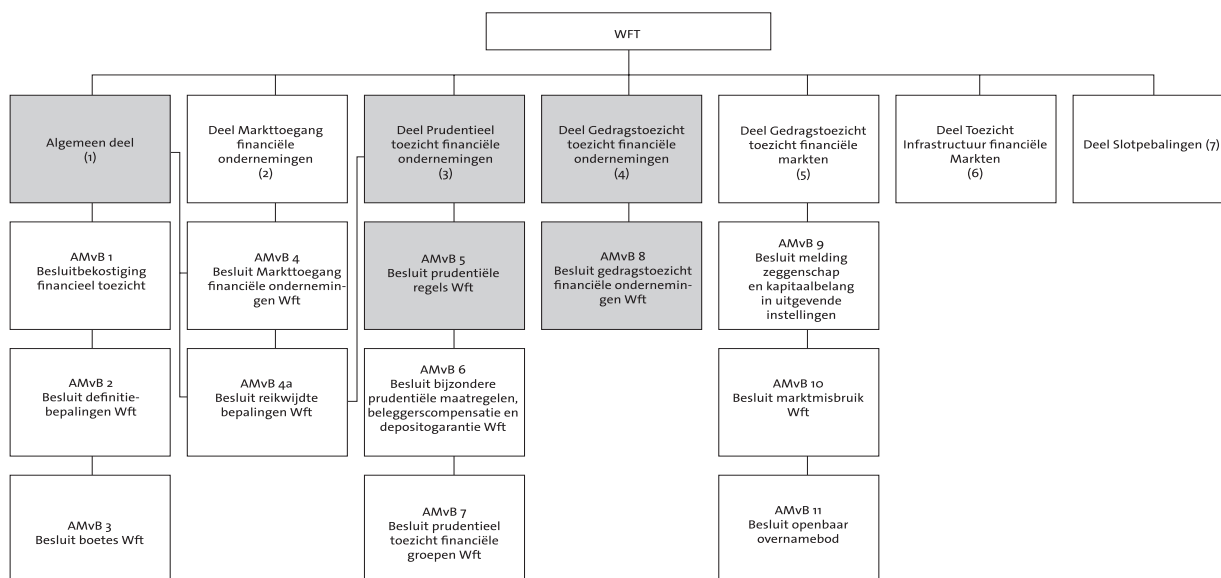 WFT
Algemeen deel
(1)
Deel Markttoegang
financiële
ondernemingen
(2)
Deel Prudentieel
toezicht financiële
ondernemingen
(3)
Deel Gedragstoezicht
toezicht financiële
ondernemingen
(4)
Deel Gedragstoezicht
toezicht financiële
markten
(5)
Deel Toezicht
Infrastructuur financiële
Markten
(6)
Deel Slotpebalingen (7)
AMvB 1
Besluitbekostiging
financieel toezicht
AMvB 4
Besluit Markttoegang
financiële ondernemin-
gen Wft
AMvB 5
Besluit prudentiële
regels Wft
AMvB 8
Besluit gedragstoezicht
financiële ondernemin-
gen Wft
AMvB 9
Besluit melding
zeggenschap
en kapitaalbelang
in uitgevende
instellingen
AMvB 2
Besluit definitie-
bepalingen Wft
AMvB 4a
Besluit reikwijdte
bepalingen Wft
AMvB 6
Besluit bijzondere
prudentiële maatregelen,
beleggerscompensatie en
depositogarantie Wft
AMvB 10
Besluit marktmisbruik
Wft
AMvB 3
Besluit boetes Wft
AMvB 7
Besluit prudentieel
toezicht financiële
groepen Wft
AMvB 11
Besluit openbaar
overnamebod